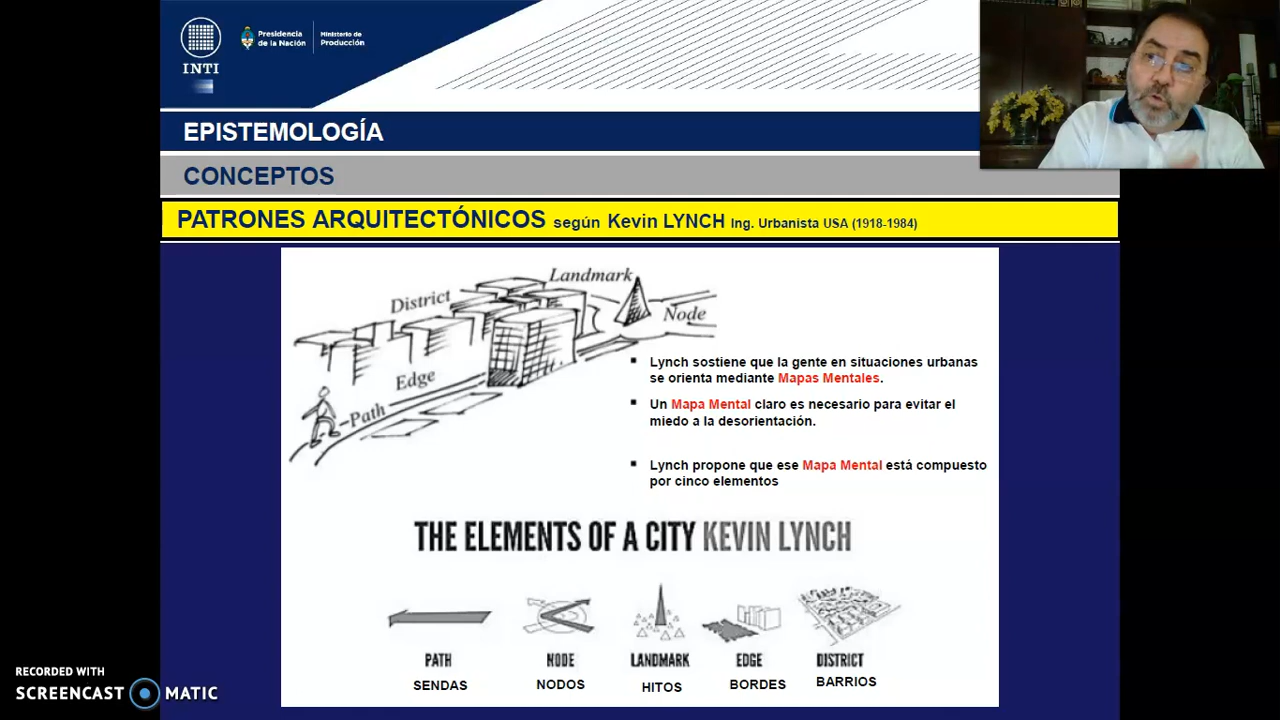 INTI
Presidencia
de la Nación
Ministerio de
Producción
EPISTEMOLOGÍA
CONCEPTOS
PATRONES ARQUITECTÓNICOS según Kevin LYNCH Ing. Urbanista USA (1918-1984)
Landmark
District
Node
Edge
Path
▪ Lynch sostiene que la gente en situaciones urbanas
se orienta mediante Mapas Mentales.
▪ Un Mapa Mental claro es necesario para evitar el
miedo a la desorientación.
▪ Lynch propone que ese Mapa Mental está compuesto
por cinco elementos
THE ELEMENTS OF A CITY KEVIN LYNCH
PATH NODE LANDMARK EDGE DISTRICT
SENDAS NODOS HITOS BORDES BARRIOS
RECORDED WITH
SCREENCAST MATIC